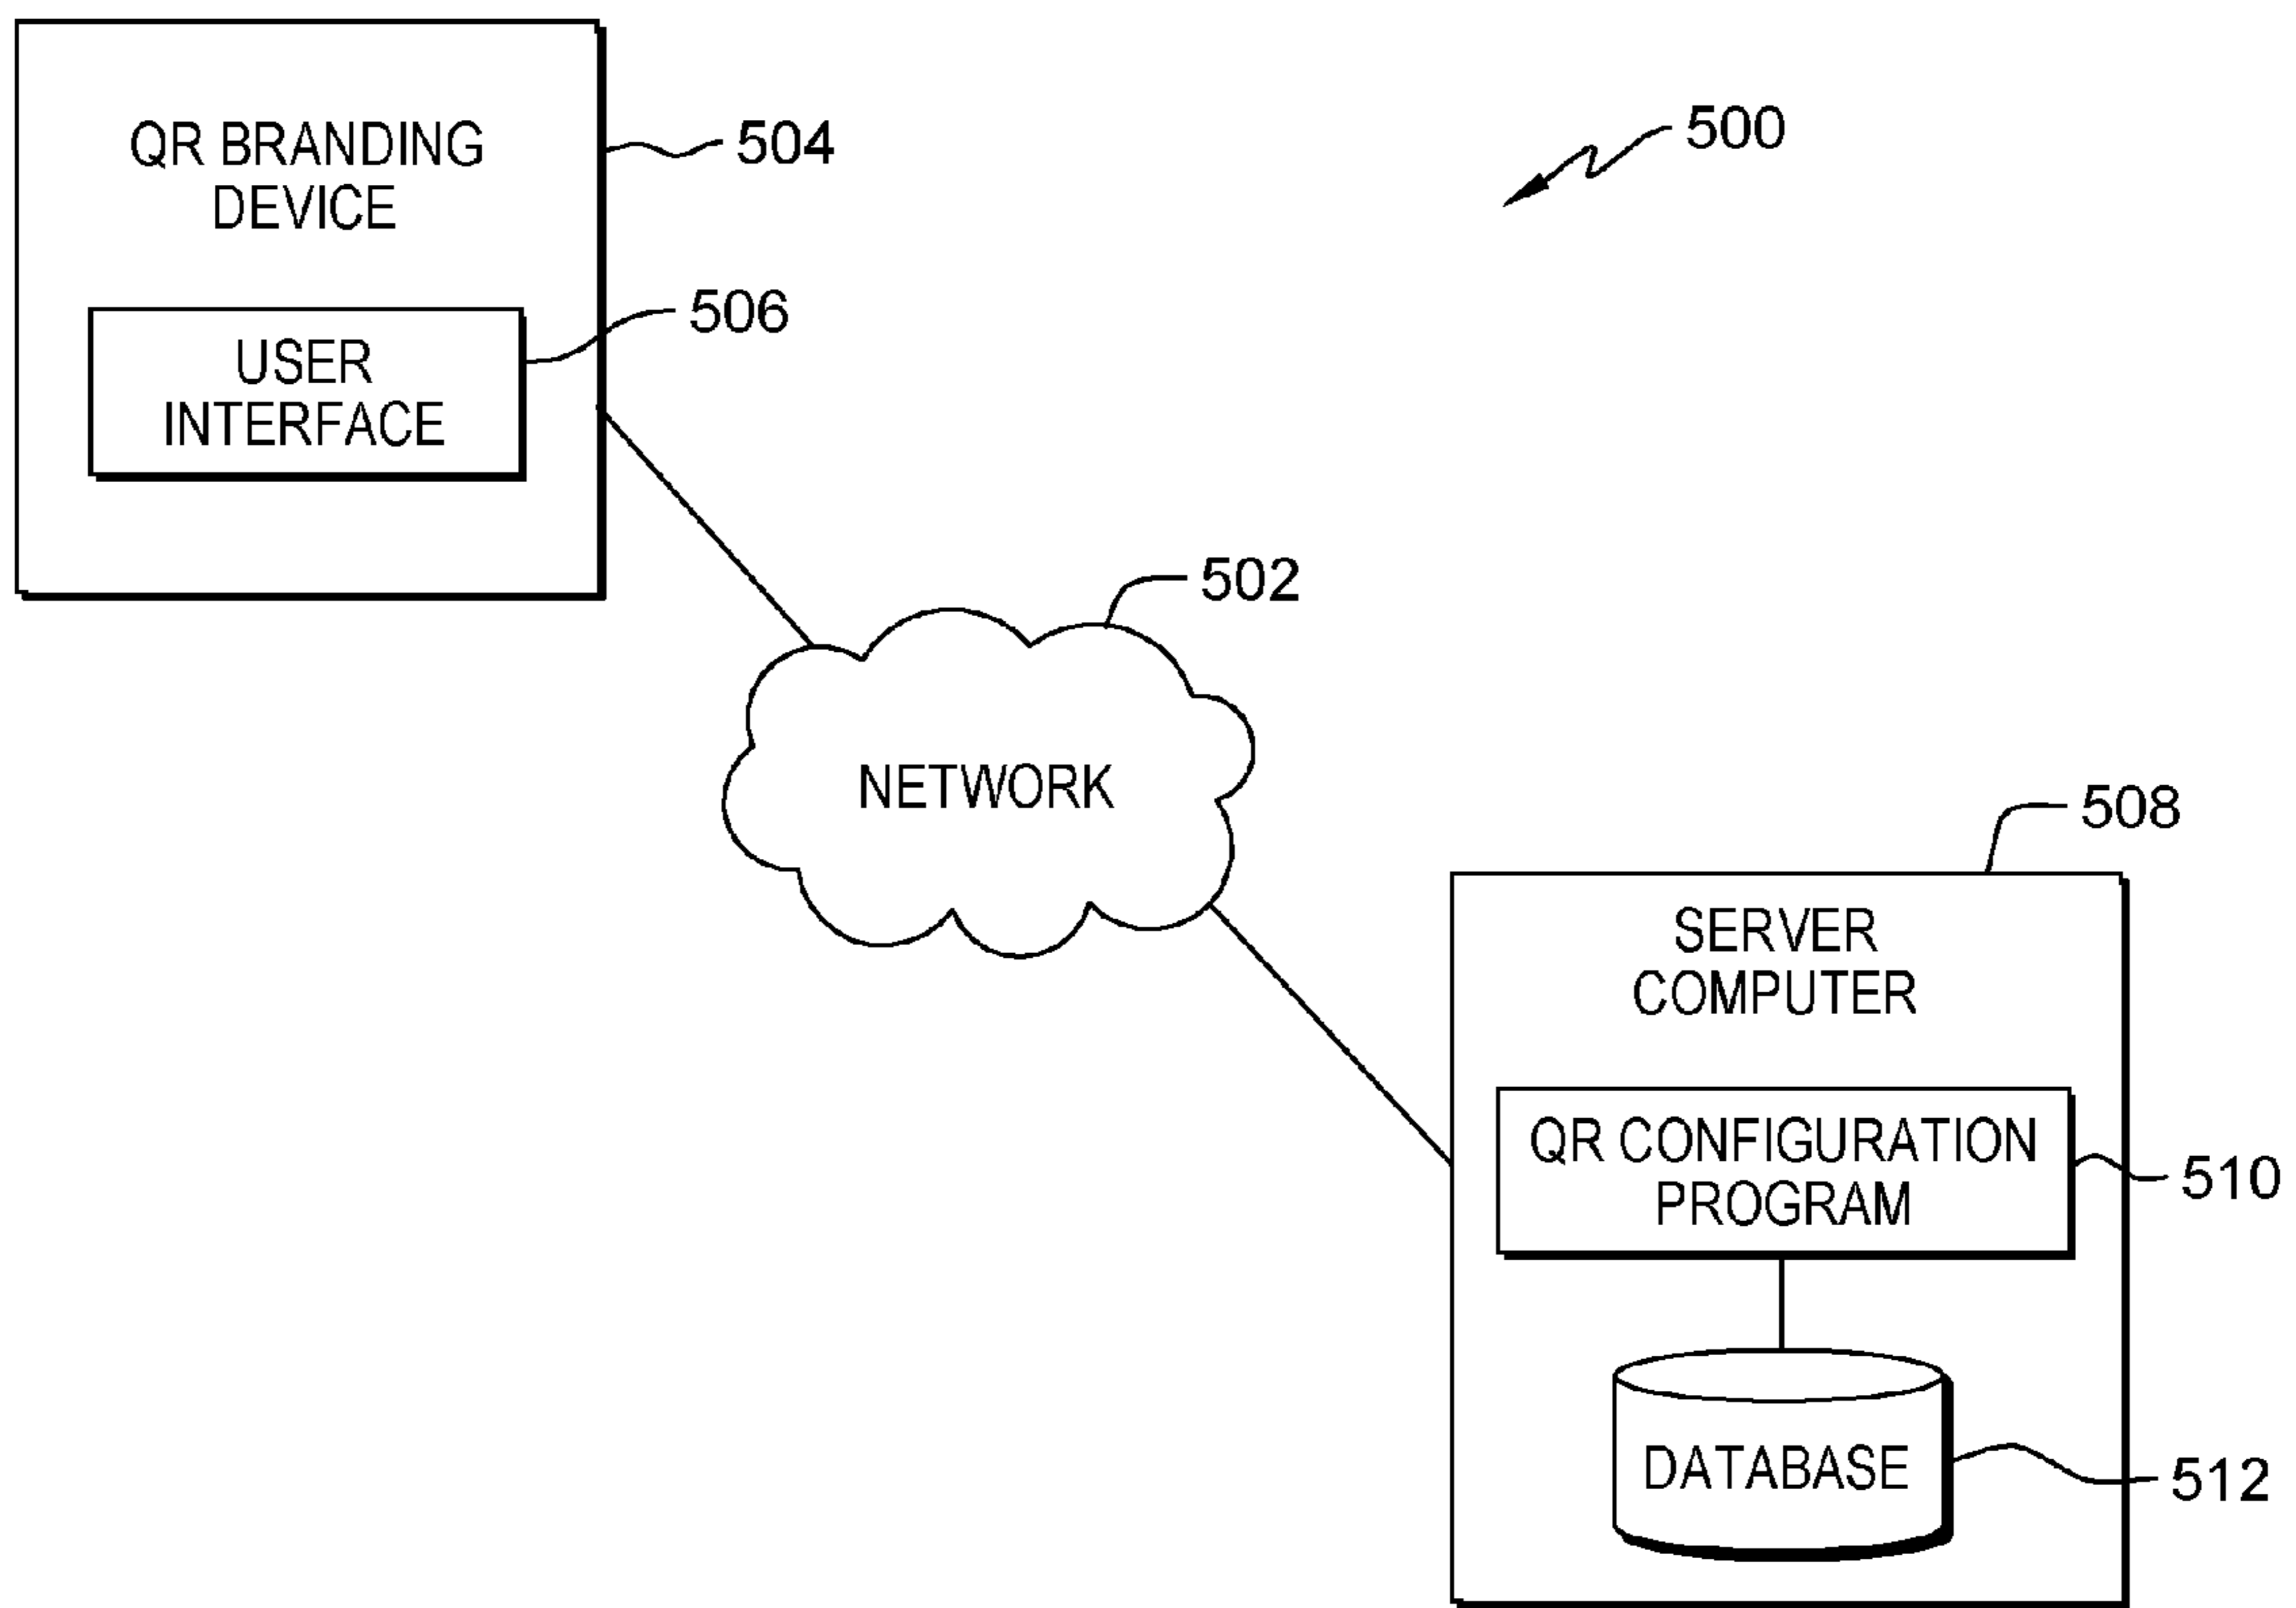 QR BRANDING
DEVICE
504
500
USER
INTERFACE
506
502
NETWORK
508
SERVER
COMPUTER
QR CONFIGURATION
PROGRAM
510
DATABASE
512